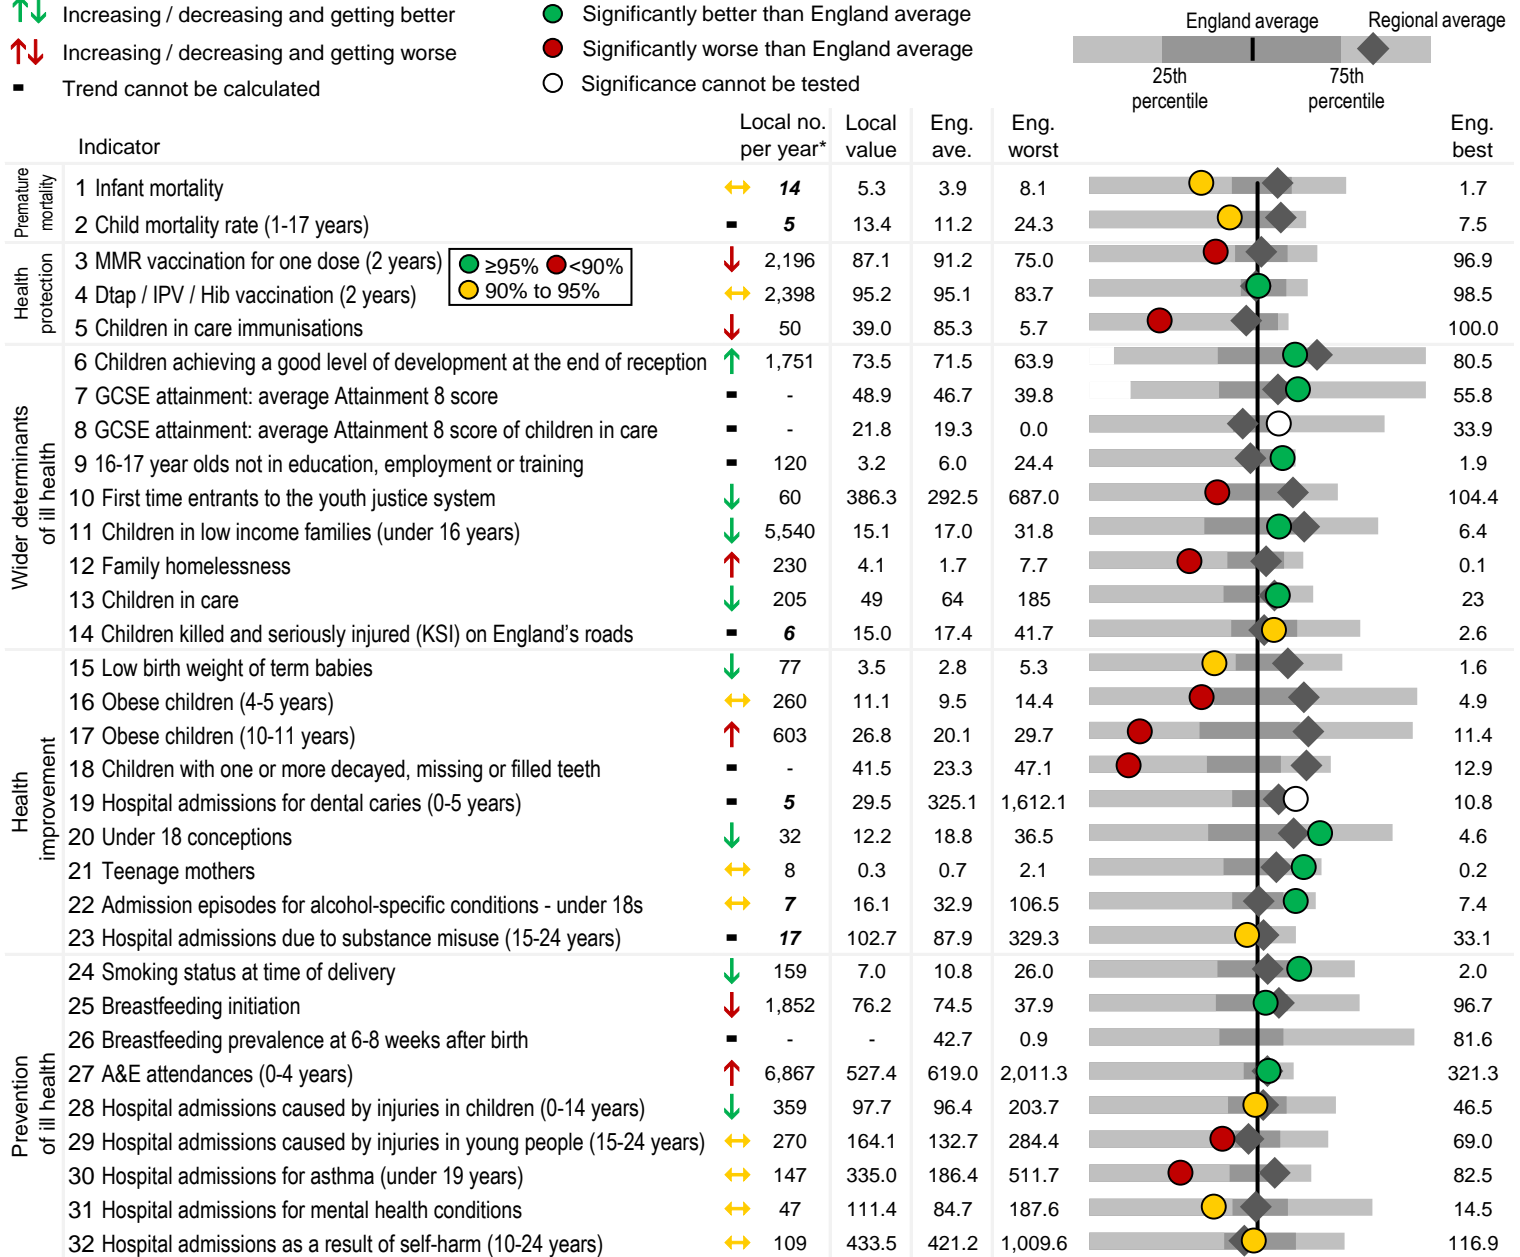 Increasing / decreasing and getting better
Significantly better than England average
England average Regional average
Increasing / decreasing and getting worse
Significantly worse than England average
Trend cannot be calculated
Significance cannot be tested
25th percentile
75th percentile
Indicator
Local no. per year*
Local value
Eng. ave.
Eng. worst
Eng. best
Premature mortality
1 Infant mortality 14 5.3 3.9 8.1 1.7
2 Child mortality rate (1-17 years) 5 13.4 11.2 24.3 7.5
Health protection
3 MMR vaccination for one dose (2 years) 2,196 87.1 91.2 75.0 96.9
≥95% <90%
90% to 95%
4 Dtap / IPV / Hib vaccination (2 years) 2,398 95.2 95.1 83.7 98.5
5 Children in care immunisations 50 39.0 85.3 5.7 100.0
Wider determinants of ill health
6 Children achieving a good level of development at the end of reception 1,751 73.5 71.5 63.9 80.5
7 GCSE attainment: average Attainment 8 score - 48.9 46.7 39.8 55.8
8 GCSE attainment: average Attainment 8 score of children in care - 21.8 19.3 0.0 33.9
9 16-17 year olds not in education, employment or training 120 3.2 6.0 24.4 1.9
10 First time entrants to the youth justice system 60 386.3 292.5 687.0 104.4
11 Children in low income families (under 16 years) 5,540 15.1 17.0 31.8 6.4
12 Family homelessness 230 4.1 1.7 7.7 0.1
13 Children in care 205 49 64 185 23
14 Children killed and seriously injured (KSI) on England's roads 6 15.0 17.4 41.7 2.6
Health improvement
15 Low birth weight of term babies 77 3.5 2.8 5.3 1.6
16 Obese children (4-5 years) 260 11.1 9.5 14.4 4.9
17 Obese children (10-11 years) 603 26.8 20.1 29.7 11.4
18 Children with one or more decayed, missing or filled teeth - 41.5 23.3 47.1 12.9
19 Hospital admissions for dental caries (0-5 years) 5 29.5 325.1 1,612.1 10.8
20 Under 18 conceptions 32 12.2 18.8 36.5 4.6
21 Teenage mothers 8 0.3 0.7 2.1 0.2
22 Admission episodes for alcohol-specific conditions - under 18s 7 16.1 32.9 106.5 7.4
23 Hospital admissions due to substance misuse (15-24 years) 17 102.7 87.9 329.3 33.1
Prevention of ill health
24 Smoking status at time of delivery 159 7.0 10.8 26.0 2.0
25 Breastfeeding initiation 1,852 76.2 74.5 37.9 96.7
26 Breastfeeding prevalence at 6-8 weeks after birth - - 42.7 0.9 81.6
27 A&E attendances (0-4 years) 6,867 527.4 619.0 2,011.3 321.3
28 Hospital admissions caused by injuries in children (0-14 years) 359 97.7 96.4 203.7 46.5
29 Hospital admissions caused by injuries in young people (15-24 years) 270 164.1 132.7 284.4 69.0
30 Hospital admissions for asthma (under 19 years) 147 335.0 186.4 511.7 82.5
31 Hospital admissions for mental health conditions 47 111.4 84.7 187.6 14.5
32 Hospital admissions as a result of self-harm (10-24 years) 109 433.5 421.2 1,009.6 116.9